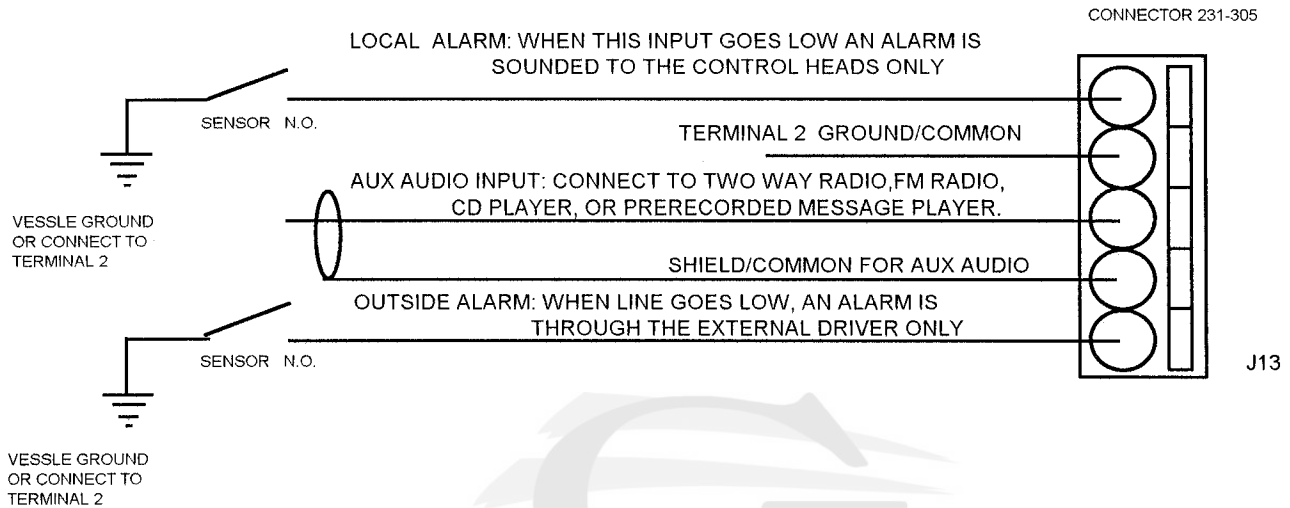 CONNECTOR 231-305
LOCAL ALARM: WHEN THIS INPUT GOES LOW AN ALARM IS
SOUNDED TO THE CONTROL HEADS ONLY
SENSOR N.O.
TERMINAL 2 GROUND/COMMON
AUX AUDIO INPUT: CONNECT TO TWO WAY RADIO,FM RADIO,
CD PLAYER, OR PRERECORDED MESSAGE PLAYER.
VESSLE GROUND
OR CONNECT TO
TERMINAL 2
SHIELD/COMMON FOR AUX AUDIO
OUTSIDE ALARM: WHEN LINE GOES LOW, AN ALARM IS
THROUGH THE EXTERNAL DRIVER ONLY
SENSOR N.O.
J13
VESSLE GROUND
OR CONNECT TO
TERMINAL 2